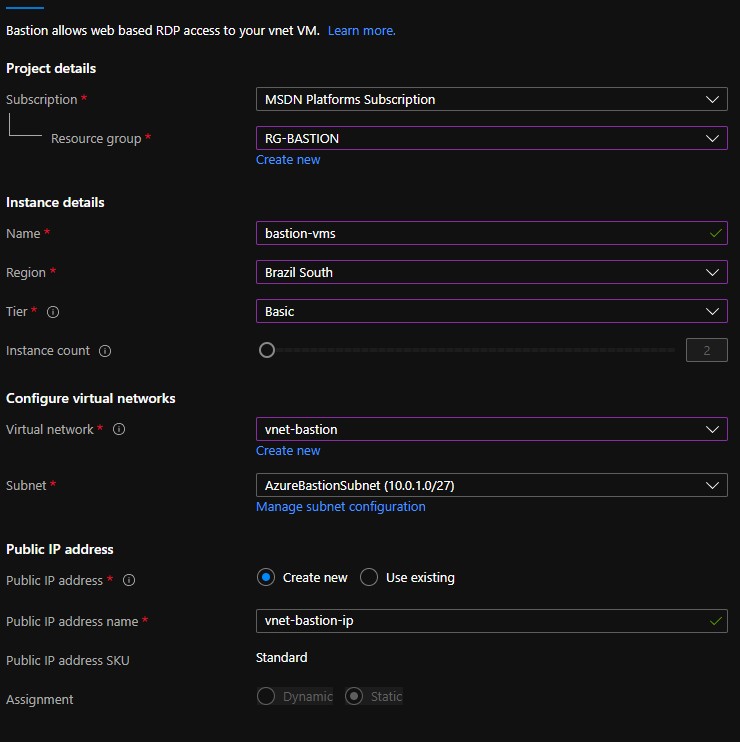 Bastion allows web based RDP access to your vnet VM. Learn more.
Project details
Subscription * MSDN Platforms Subscription
Resource group * RG-BASTION
Create new
Instance details
Name * bastion-vms
Region * Brazil South
Tier * Basic
Instance count 2
Configure virtual networks
Virtual network * vnet-bastion
Create new
Subnet * AzureBastionSubnet (10.0.1.0/27)
Manage subnet configuration
Public IP address
Public IP address * Create new Use existing
Public IP address name * vnet-bastion-ip
Public IP address SKU Standard
Assignment Dynamic Static